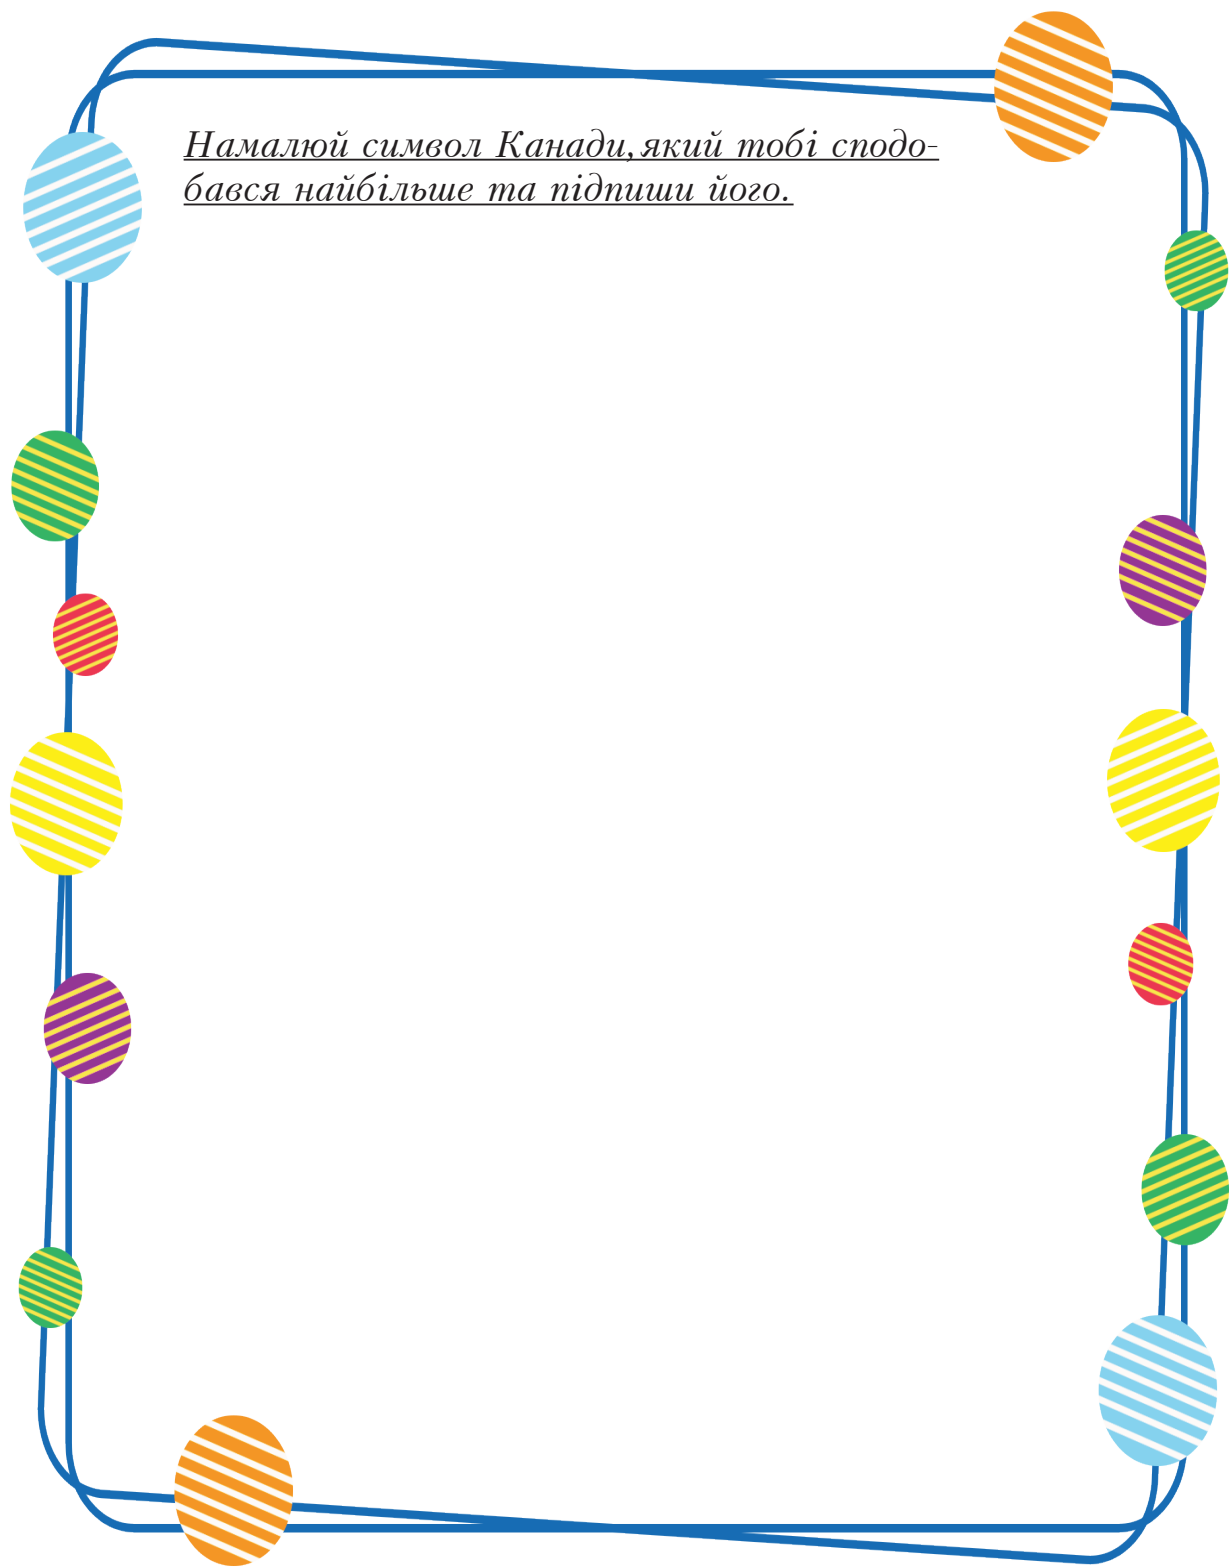 Намалюй символ Канади, який тобі сподо-
бався найбільше та підпиши його.